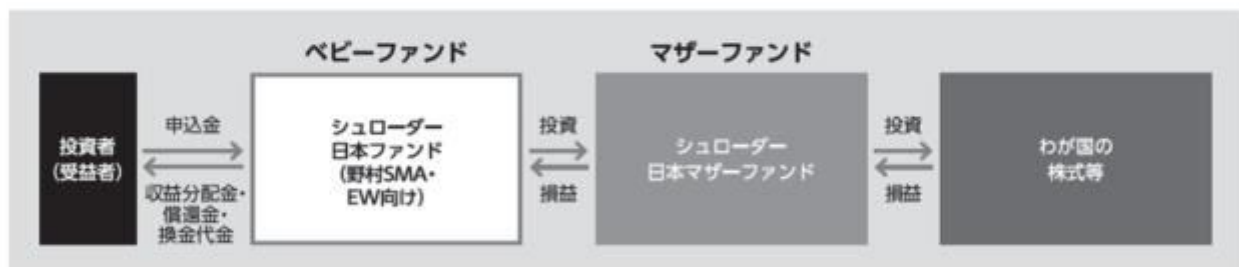 ベビーファンド
マザーファンド
投資者
(受益者)
申込金
収益分配金・
償還金・
換金代金
シュローダー
日本ファンド
(野村SMA・
EW向け)
投資
損益
シュローダー
日本マザーファンド
投資
損益
わが国の
株式等